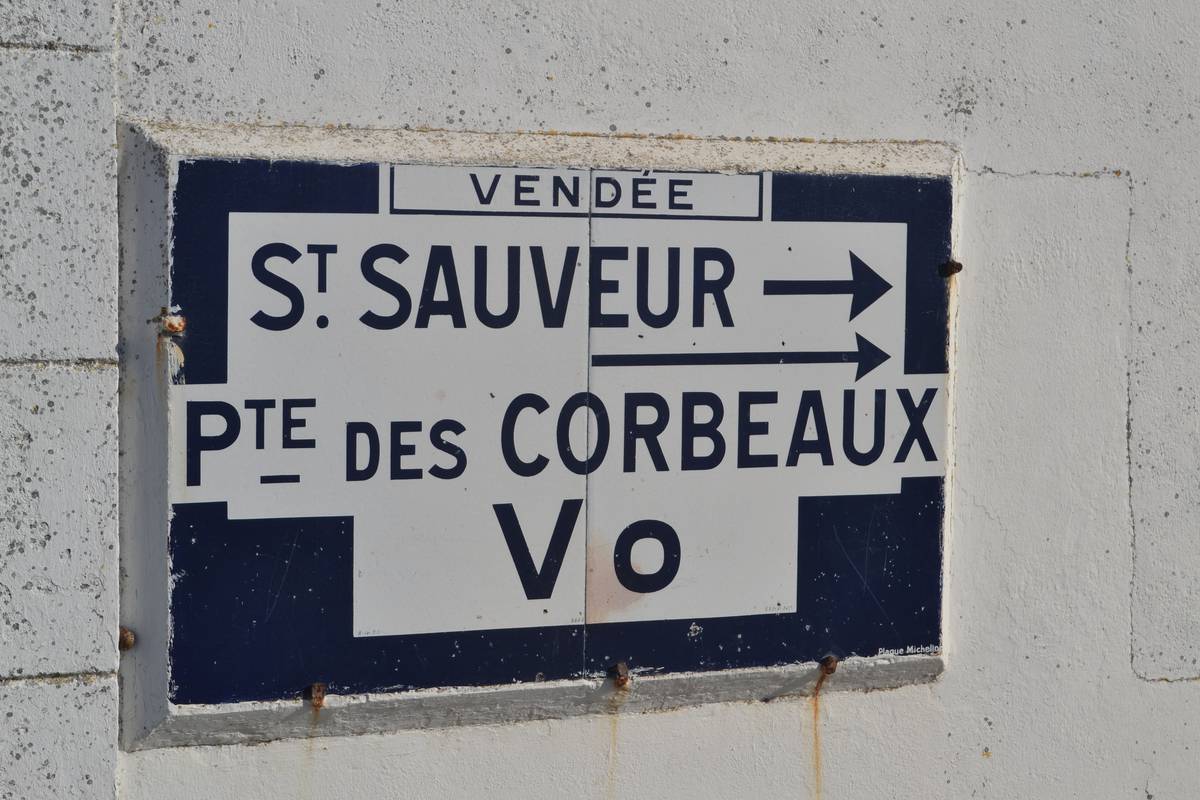 VENDÉE
ST. SAUVEUR →
PTE DES CORBEAUX
Vo
Plaque Michelin